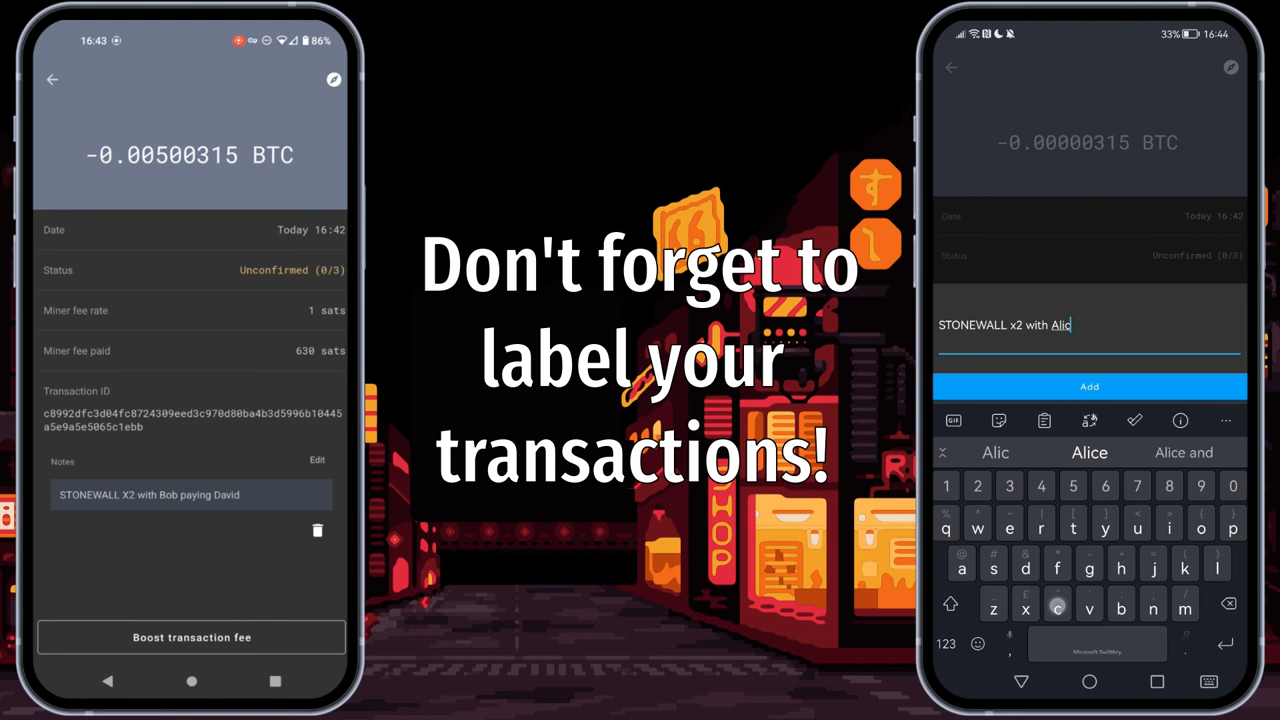 16:43
86%
-0.00500315 BTC
Date Today 16:42
Status Unconfirmed (0/3)
Miner fee rate 1 sats
Miner fee paid 630 sats
Transaction ID
c8992dfc3d04fc8724309eed3c970d80ba4b3d5996b10445
a5e9a5e5065c1ebb
Notes Edit
STONEWALL X2 with Bob paying David
Boost transaction fee
Don't forget to
label your
transactions!
す
し
HOP
R
33% 16:44
-0.00000315 BTC
Date Today 16:42
Status Unconfirmed (0/3)
STONEWALL x2 with Alic
Add
GIF
Alic Alice Alice and
1 2 3 4 5 6 7 8 9 0
q w e r t y u i o p
a s d f g h j k l
z x c v b n m
123 , Microsoft SwiftKey .